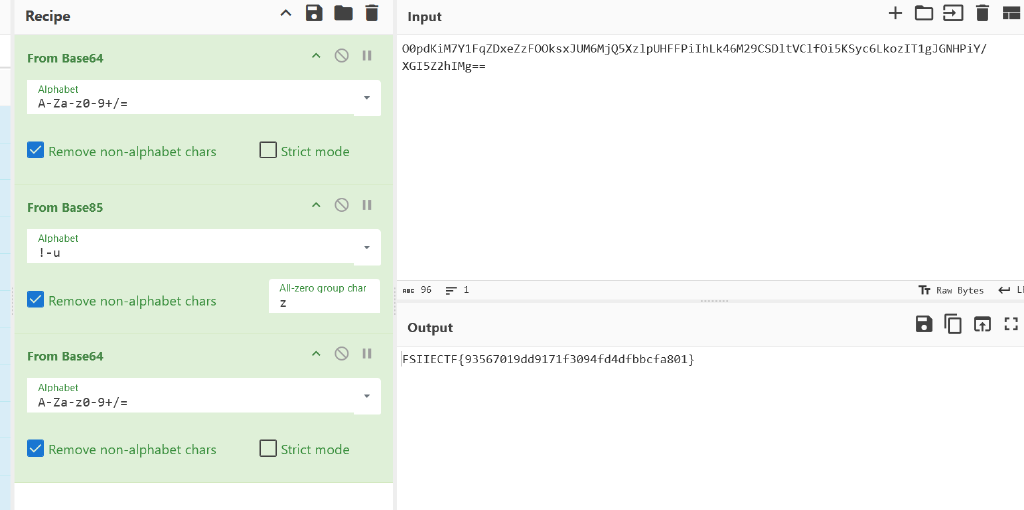 Recipe
From Base64
Alphabet
A-Za-z0-9+/=
Remove non-alphabet chars
Strict mode
From Base85
Alphabet
!-u
Remove non-alphabet chars
All-zero group char
z
From Base64
Alphabet
A-Za-z0-9+/=
Remove non-alphabet chars
Strict mode
Input
O0pdKiM7Y1FqZDxeZzFOOksxJUM6MjQ5XzlpUHFFPiIhLk46M29CSDltVClfOi5KSyc6LkozIT1gJGNHPiY/
XGI5Z2hIMg==
ABC 96
1
Tt Raw Bytes
Output
FSIIECTF{93567019dd9171f3094fd4dfbbcfa801}